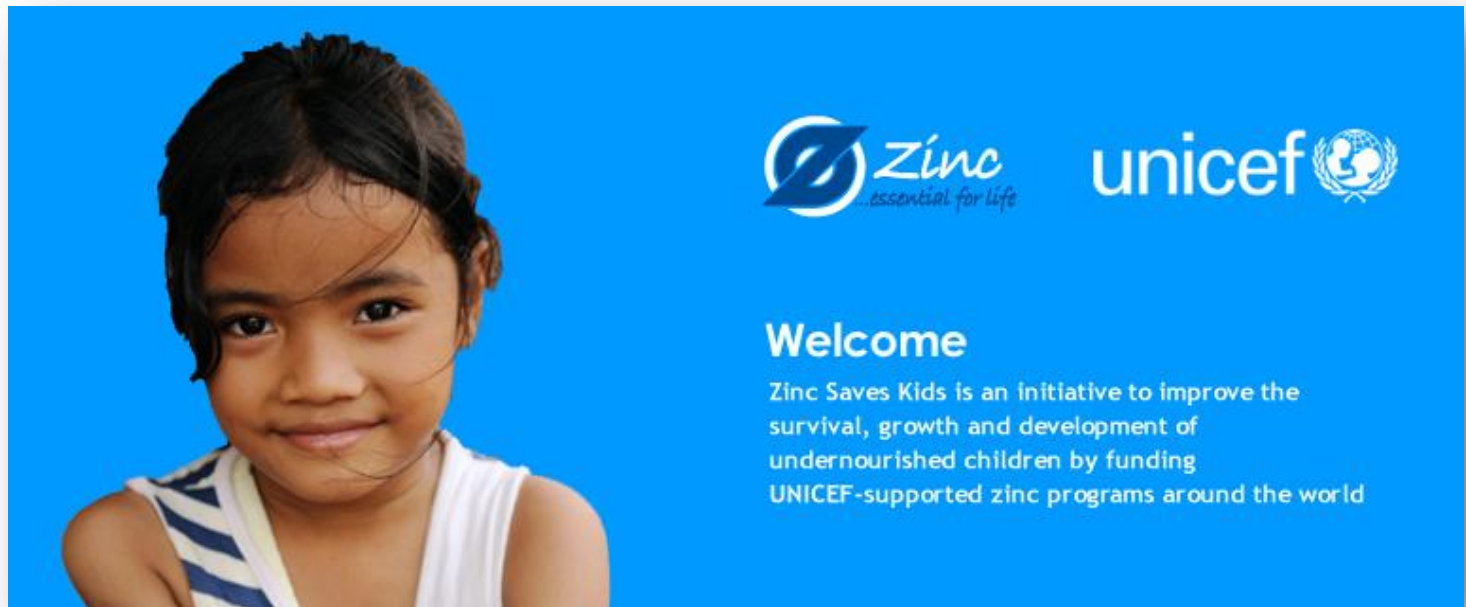 Zinc
...essential for life
unicef
Welcome
Zinc Saves Kids is an initiative to improve the
survival, growth and development of
undernourished children by funding
UNICEF-supported zinc programs around the world